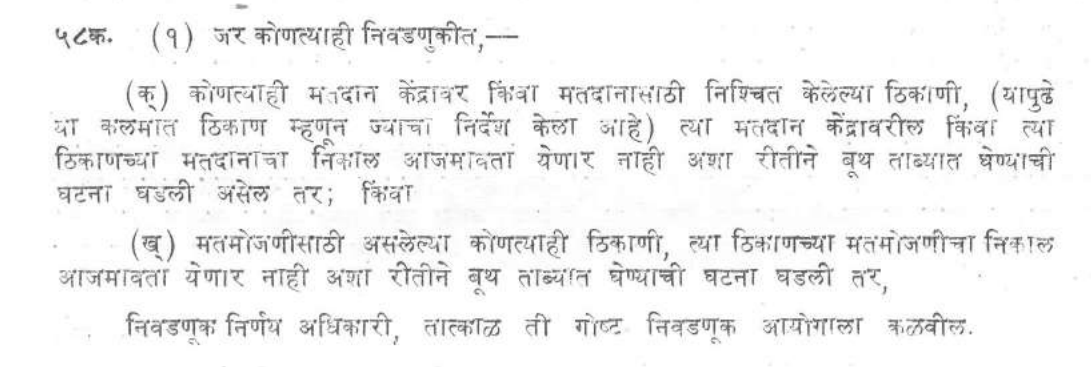 ५८क. (१) जर कोणत्याही निवडणुकीत,——
(क) कोणत्याही मतदान केंद्रावर किंवा मतदानासाठी निश्चित केलेल्या ठिकाणी, (यापुढे
या कलमात ठिकाण म्हणून ज्याचा निर्देश केला आहे) त्या मतदान केंद्रावरील किंवा त्या
ठिकाणच्या मतदानाचा निकाल आजमावता येणार नाही अशा रीतीने बूथ ताब्यात घेण्याची
घटना घडली असेल तर; किंवा
(ख) मतमोजणीसाठी असलेल्या कोणत्याही ठिकाणी, त्या ठिकाणच्या मतमोजणीचा निकाल
आजमावता येणार नाही अशा रीतीने बूथ ताब्यात घेण्याची घटना घडली तर,
निवडणूक निर्णय अधिकारी, तात्काळ ती गोष्ट निवडणूक आयोगाला कळवील.